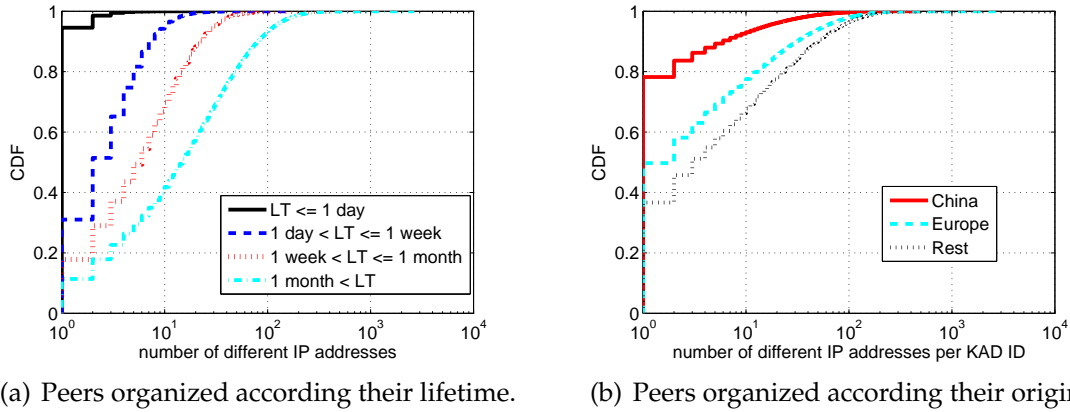 1
0.8
0.6
0.4
0.2
0
CDF
10^0 10^1 10^2 10^3 10^4
number of different IP addresses
LT <= 1 day
1 day < LT <= 1 week
1 week < LT <= 1 month
1 month < LT
(a) Peers organized according their lifetime.
1
0.8
0.6
0.4
0.2
0
CDF
10^0 10^1 10^2 10^3 10^4
number of different IP addresses per KAD ID
China
Europe
Rest
(b) Peers organized according their origin